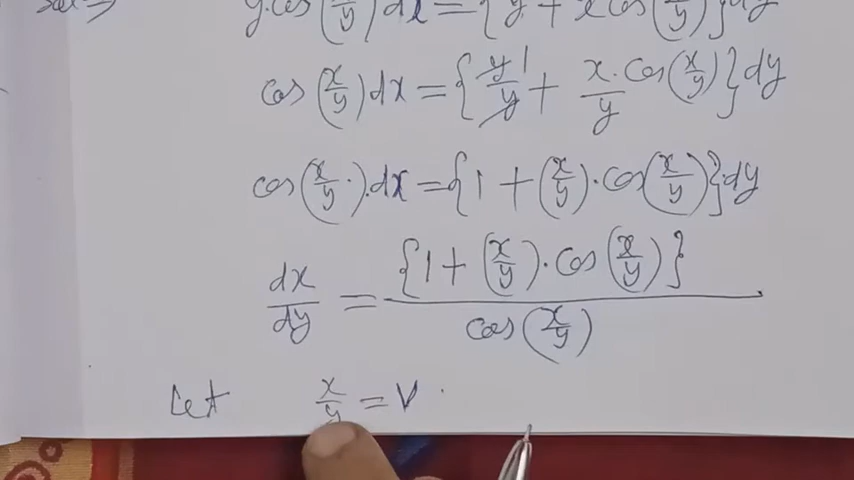 y cos(x/y) dx = {y + x cos(x/y)} dy
cos(x/y) dx = {y/y 1 + x/y · cos(x/y)} dy
cos(x/y) · dx = {1 + (x/y) · cos(x/y)} · dy
dx/dy = {1 + (x/y) · cos(x/y)} / cos(x/y)
Let x/y = v